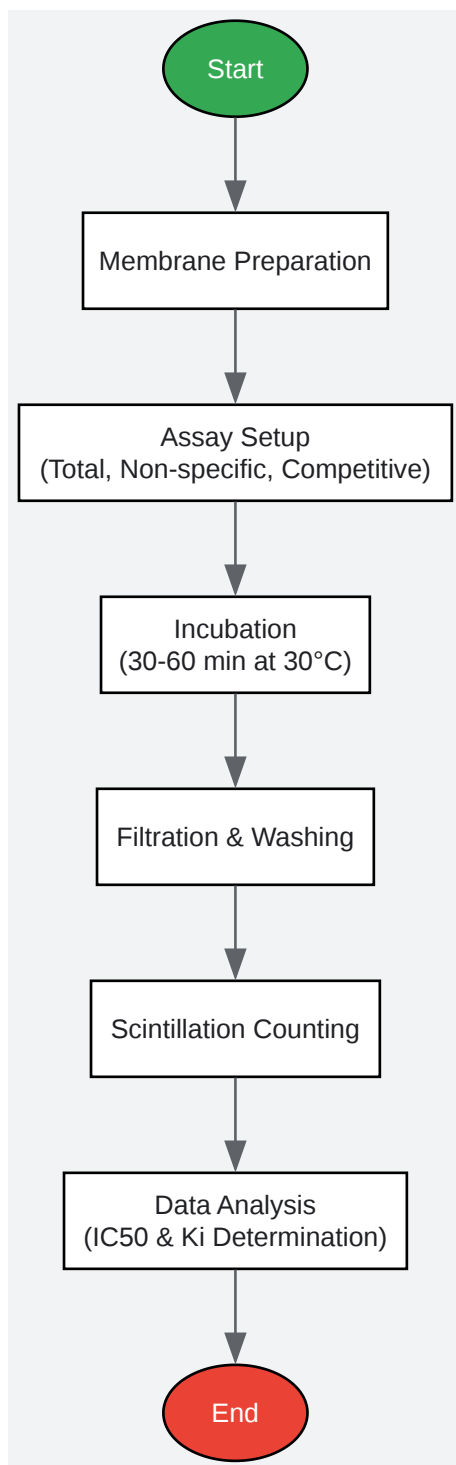 Start
Membrane Preparation
Assay Setup
(Total, Non-specific, Competitive)
Incubation
(30-60 min at 30°C)
Filtration & Washing
Scintillation Counting
Data Analysis
(IC50 & Ki Determination)
End